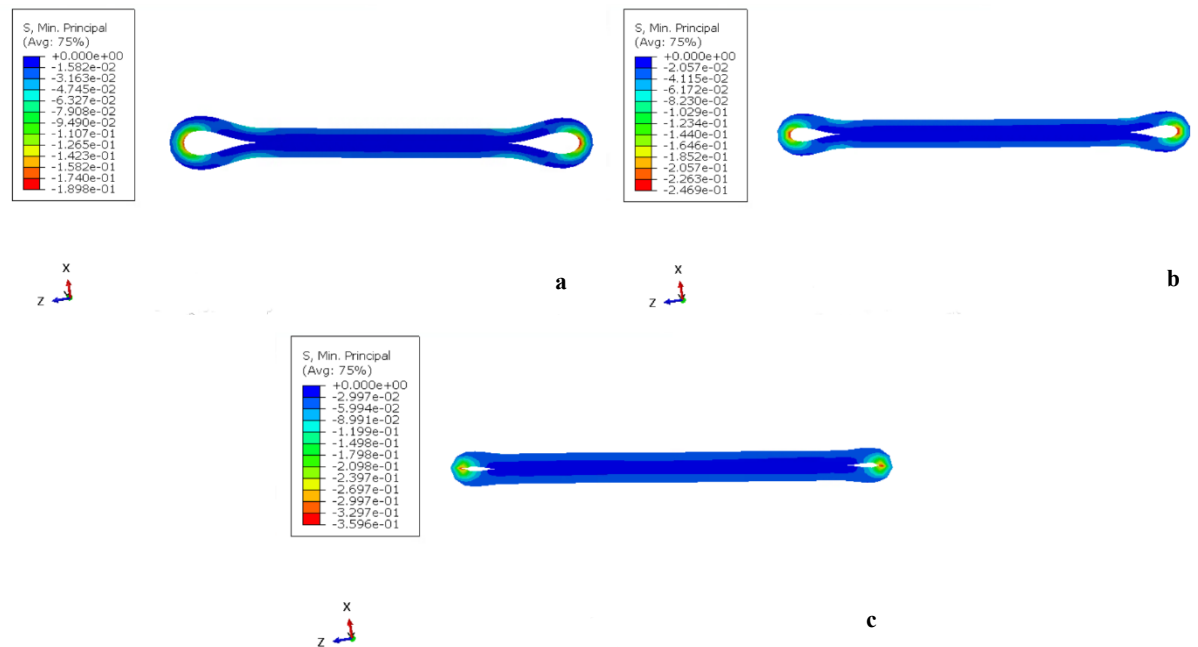 S, Min. Principal
(Avg: 75%)
+0.000e+00
-1.582e-02
-3.163e-02
-4.745e-02
-6.327e-02
-7.908e-02
-9.490e-02
-1.107e-01
-1.265e-01
-1.423e-01
-1.582e-01
-1.740e-01
-1.898e-01
X
Z
a
S, Min. Principal
(Avg: 75%)
+0.000e+00
-2.057e-02
-4.115e-02
-6.172e-02
-8.230e-02
-1.029e-01
-1.234e-01
-1.440e-01
-1.646e-01
-1.852e-01
-2.057e-01
-2.263e-01
-2.469e-01
X
Z
b
S, Min. Principal
(Avg: 75%)
+0.000e+00
-2.997e-02
-5.994e-02
-8.991e-02
-1.199e-01
-1.498e-01
-1.798e-01
-2.098e-01
-2.397e-01
-2.697e-01
-2.997e-01
-3.297e-01
-3.596e-01
X
Z
c